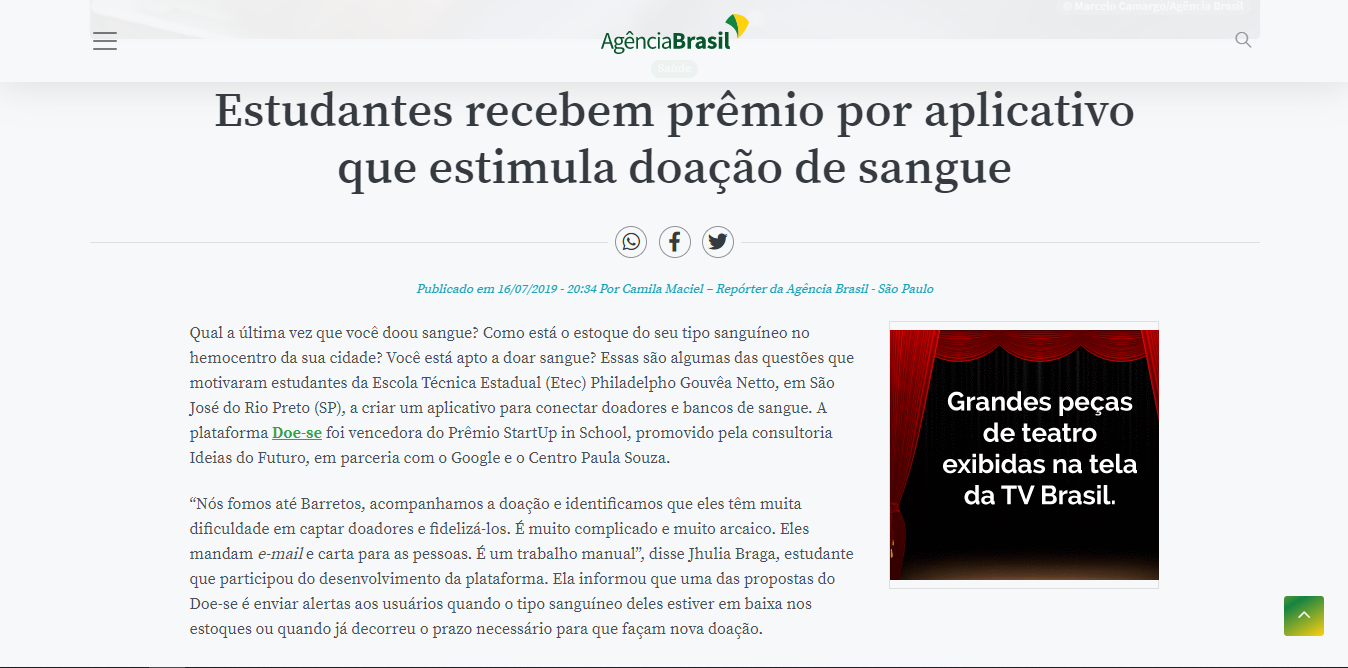 © Marcelo Camargo/Agência Brasil
AgênciaBrasil
Saúde
Estudantes recebem prêmio por aplicativo
que estimula doação de sangue
Publicado em 16/07/2019 - 20:34 Por Camila Maciel – Repórter da Agência Brasil - São Paulo
Qual a última vez que você doou sangue? Como está o estoque do seu tipo sanguíneo no
hemocentro da sua cidade? Você está apto a doar sangue? Essas são algumas das questões que
motivaram estudantes da Escola Técnica Estadual (Etec) Philadelpho Gouvêa Netto, em São
José do Rio Preto (SP), a criar um aplicativo para conectar doadores e bancos de sangue. A
plataforma Doe-se foi vencedora do Prêmio StartUp in School, promovido pela consultoria
Ideias do Futuro, em parceria com o Google e o Centro Paula Souza.
“Nós fomos até Barretos, acompanhamos a doação e identificamos que eles têm muita
dificuldade em captar doadores e fidelizá-los. É muito complicado e muito arcaico. Eles
mandam e-mail e carta para as pessoas. É um trabalho manual”, disse Jhulia Braga, estudante
que participou do desenvolvimento da plataforma. Ela informou que uma das propostas do
Doe-se é enviar alertas aos usuários quando o tipo sanguíneo deles estiver em baixa nos
estoques ou quando já decorreu o prazo necessário para que façam nova doação.
Grandes peças
de teatro
exibidas na tela
da TV Brasil.